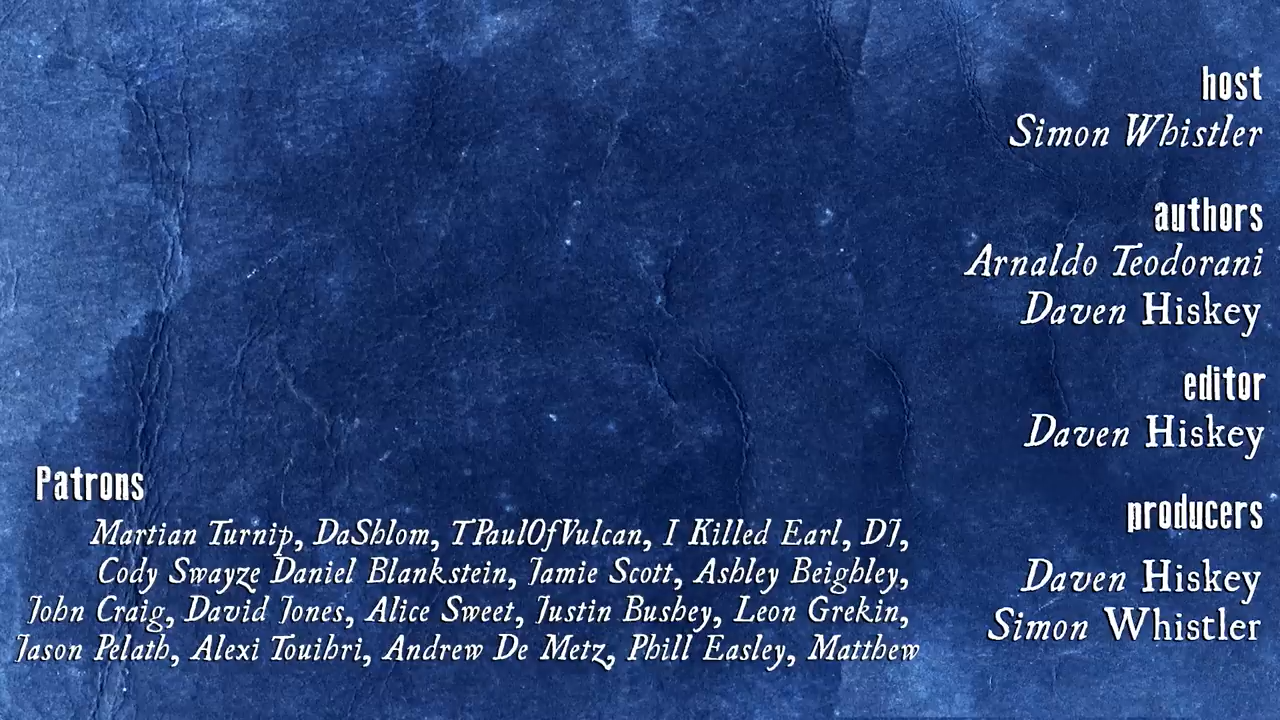 host
Simon Whistler
authors
Arnaldo Teodorani
Daven Hiskey
editor
Daven Hiskey
producers
Daven Hiskey
Simon Whistler
Patrons
Martian Turnip, DaShlom, TPaulOfVulcan, I Killed Earl, DJ,
Cody Swayze Daniel Blankstein, Jamie Scott, Ashley Beighley,
John Craig, David Jones, Alice Sweet, Justin Bushey, Leon Grekin,
Jason Pelath, Alexi Touihri, Andrew De Metz, Phill Easley, Matthew